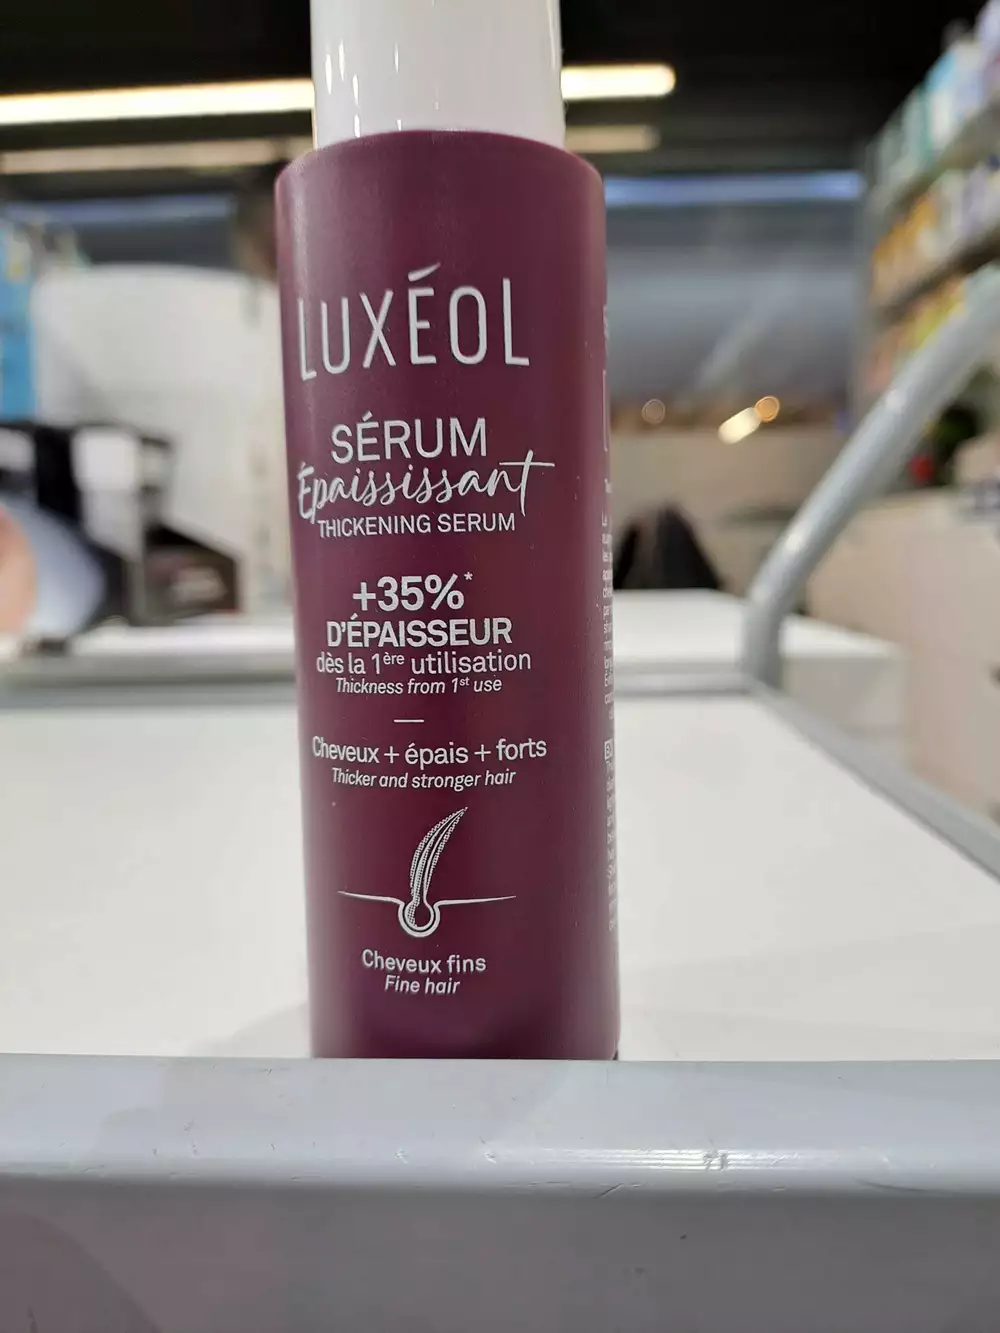 LUXÉOL
SÉRUM
Épaississant
THICKENING SERUM
+35%*
D'ÉPAISSEUR
dès la 1ère utilisation
Thickness from 1st use
Cheveux + épais + forts
Thicker and stronger hair
Cheveux fins
Fine hair